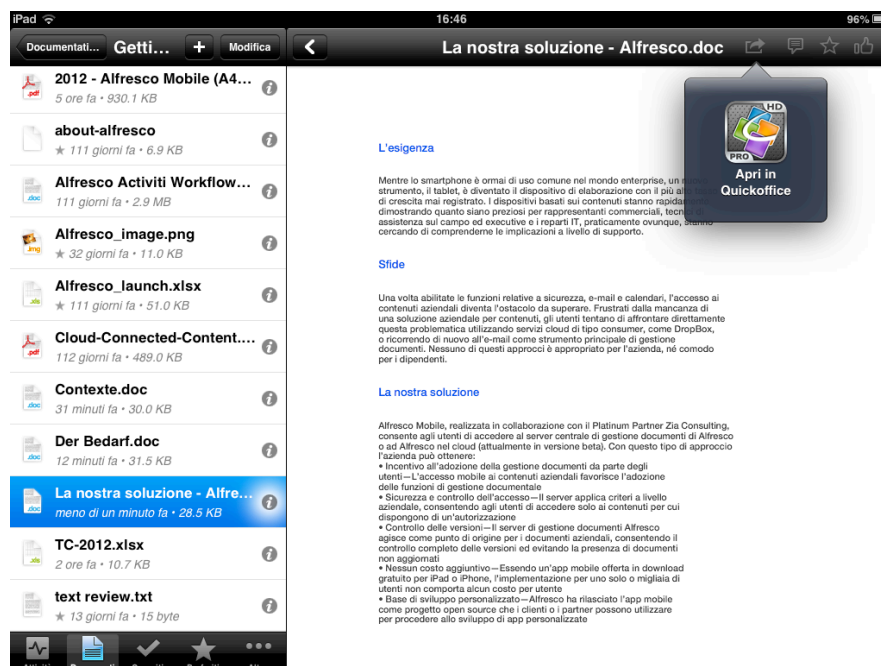 iPad 16:46 96%
Documentati... Getti... + Modifica
La nostra soluzione - Alfresco.doc
2012 - Alfresco Mobile (A4...
5 ore fa • 930.1 KB
about-alfresco
★ 111 giorni fa • 6.9 KB
Alfresco Activiti Workflow...
111 giorni fa • 2.9 MB
Alfresco_image.png
★ 32 giorni fa • 11.0 KB
Alfresco_launch.xlsx
★ 111 giorni fa • 51.0 KB
Cloud-Connected-Content....
112 giorni fa • 489.0 KB
Contexte.doc
31 minuti fa • 30.0 KB
Der Bedarf.doc
12 minuti fa • 31.5 KB
La nostra soluzione - Alfre...
meno di un minuto fa • 28.5 KB
TC-2012.xlsx
2 ore fa • 10.7 KB
text review.txt
★ 13 giorni fa • 15 byte
HD
PRO
Apri in
Quickoffice
L'esigenza
Mentre lo smartphone è ormai di uso comune nel mondo enterprise, un nuovo
strumento, il tablet, è diventato il dispositivo di elaborazione con il più alto
di crescita mai registrato. I dispositivi basati sui contenuti stanno rapidamente
dimostrando quanto siano preziosi per rappresentanti commerciali, tecnici di
assistenza sul campo ed executive e i reparti IT, praticamente ovunque, stanno
cercando di comprenderne le implicazioni a livello di supporto.
Sfide
Una volta abilitate le funzioni relative a sicurezza, e-mail e calendari, l'accesso ai
contenuti aziendali diventa l'ostacolo da superare. Frustrati dalla mancanza di
una soluzione aziendale per contenuti, gli utenti tentano di affrontare direttamente
questa problematica utilizzando servizi cloud di tipo consumer, come DropBox,
o ricorrendo di nuovo all'e-mail come strumento principale di gestione
documenti. Nessuno di questi approcci è appropriato per l'azienda, né comodo
per i dipendenti.
La nostra soluzione
Alfresco Mobile, realizzata in collaborazione con il Platinum Partner Zia Consulting,
consente agli utenti di accedere al server centrale di gestione documenti di Alfresco
o ad Alfresco nel cloud (attualmente in versione beta). Con questo tipo di approccio
l'azienda può ottenere:
• Incentivo all'adozione della gestione documenti da parte degli
utenti—L'accesso mobile ai contenuti aziendali favorisce l'adozione
delle funzioni di gestione documentale
• Sicurezza e controllo dell'accesso—Il server applica criteri a livello
aziendale, consentendo agli utenti di accedere solo ai contenuti per cui
dispongono di un'autorizzazione
• Controllo delle versioni—Il server di gestione documenti Alfresco
agisce come punto di origine per i documenti aziendali, consentendo il
controllo completo delle versioni ed evitando la presenza di documenti
non aggiornati
• Nessun costo aggiuntivo—Essendo un'app mobile offerta in download
gratuito per iPad o iPhone, l'implementazione per uno solo o migliaia di
utenti non comporta alcun costo per utente
• Base di sviluppo personalizzato—Alfresco ha rilasciato l'app mobile
come progetto open source che i clienti o i partner possono utilizzare
per procedere allo sviluppo di app personalizzate